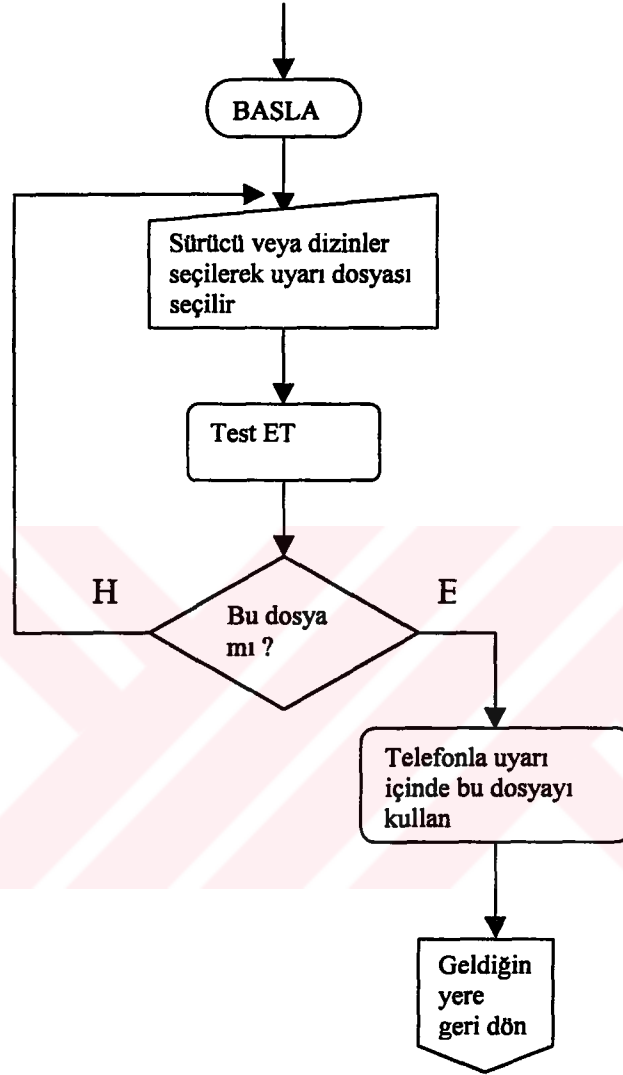 BASLA
Sürücü veya dizinler
seçilerek uyarı dosyası
seçilir
Test ET
H
E
Bu dosya
mı ?
Telefonla uyarı
içinde bu dosyayı
kullan
Geldiğin
yere
geri dön